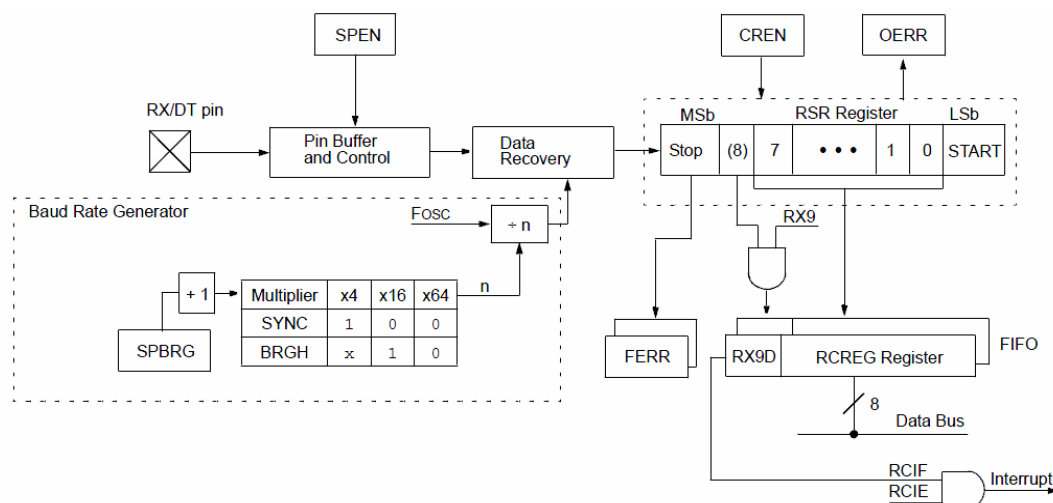 SPEN
CREN
OERR
RX/DT pin
MSb
RSR Register
LSb
Pin Buffer
and Control
Data
Recovery
Stop
(8)
7
• • •
1
0
START
Baud Rate Generator
FOSC
÷ n
RX9
+ 1
n
Multiplier x4 x16 x64
SYNC 1 0 0
BRGH x 1 0
SPBRG
FERR
RX9D
RCREG Register
FIFO
8
Data Bus
RCIF
RCIE
Interrupt